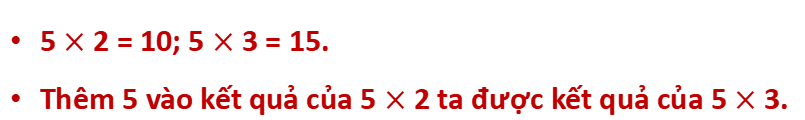 • 5 × 2 = 10; 5 × 3 = 15.
• Thêm 5 vào kết quả của 5 × 2 ta được kết quả của 5 × 3.